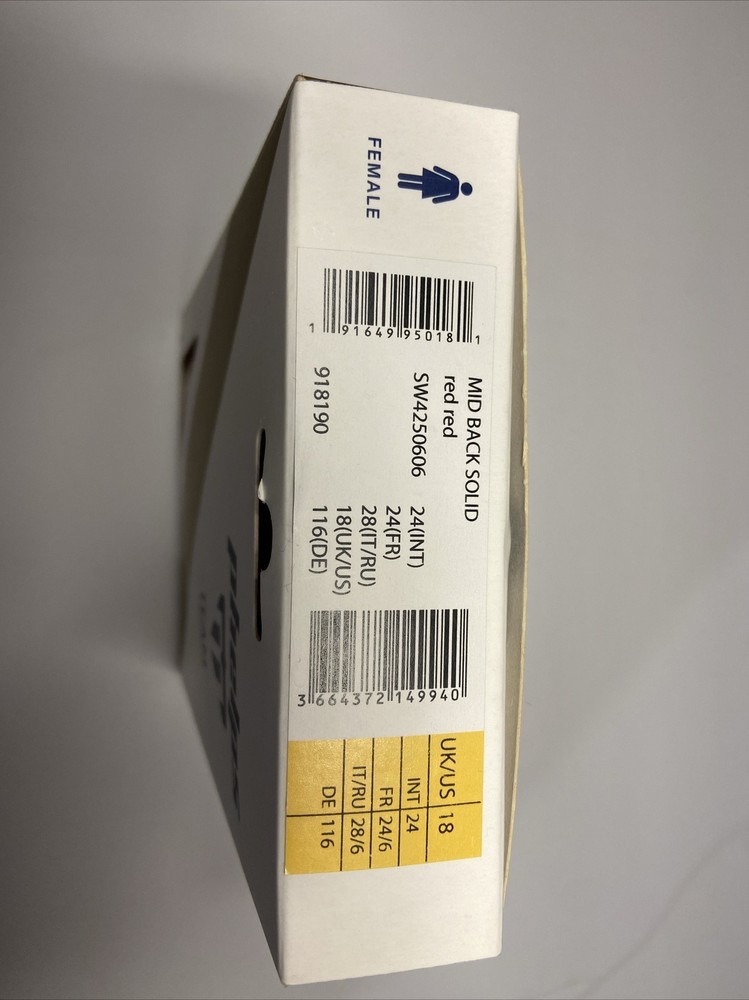 FEMALE
1 91649 95018 1
MID BACK SOLID
red red
SW4250606
918190
24(INT)
24(FR)
28(IT/RU)
18(UK/US)
116(DE)
3 664372 149940
UK/US 18
INT 24
FR 24/6
IT/RU 28/6
DE 116
phelps